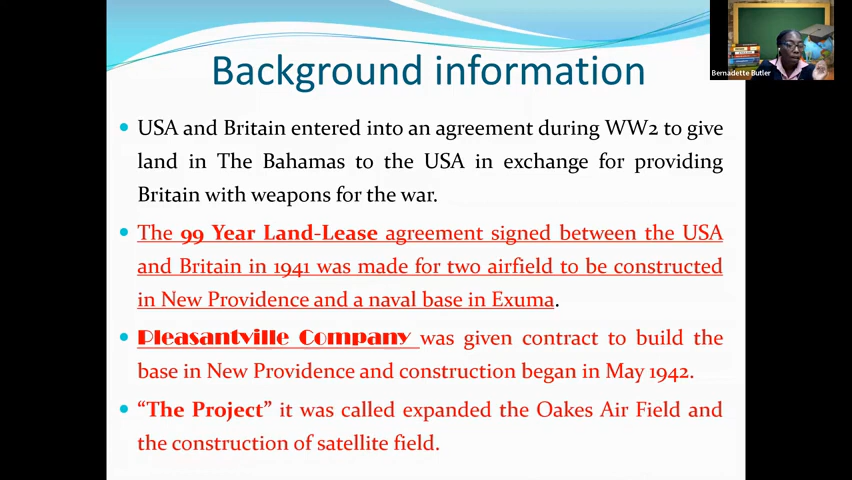 Background information
Bernadette Butler
• USA and Britain entered into an agreement during WW2 to give
land in The Bahamas to the USA in exchange for providing
Britain with weapons for the war.
• The 99 Year Land-Lease agreement signed between the USA
and Britain in 1941 was made for two airfield to be constructed
in New Providence and a naval base in Exuma.
• Pleasantville Company was given contract to build the
base in New Providence and construction began in May 1942.
• “The Project” it was called expanded the Oakes Air Field and
the construction of satellite field.